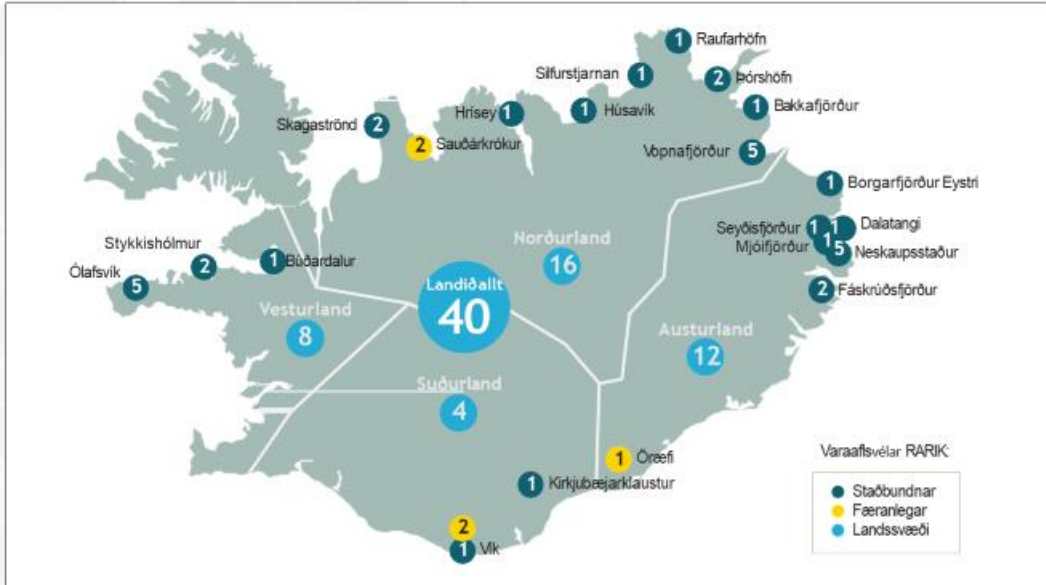 1 Raufarhöfn
Silfurstjarnan 1
2 Þórshöfn
Hrísey 1
1 Húsavík
1 Bakkafjörður
Skagaströnd 2
2 Sauðárkrókur
Vopnafjörður 5
1 Borgarfjörður Eystri
Seyðisfjörður 1
1 Dalatangi
Mjóifjörður 1
5 Neskaupsstaður
Stykkishólmur
2
1 Búðardalur
Ólafsvík
5
Norðurland
16
2 Fáskrúðsfjörður
Landiðallt
40
Vesturland
8
Austurland
12
Suðurland
4
1 Öræfi
1 Kirkjubæjarklaustur
2
1 Vík
Varaaflsvélar RARIK:
Staðbundnar
Færanlegar
Landssvæði